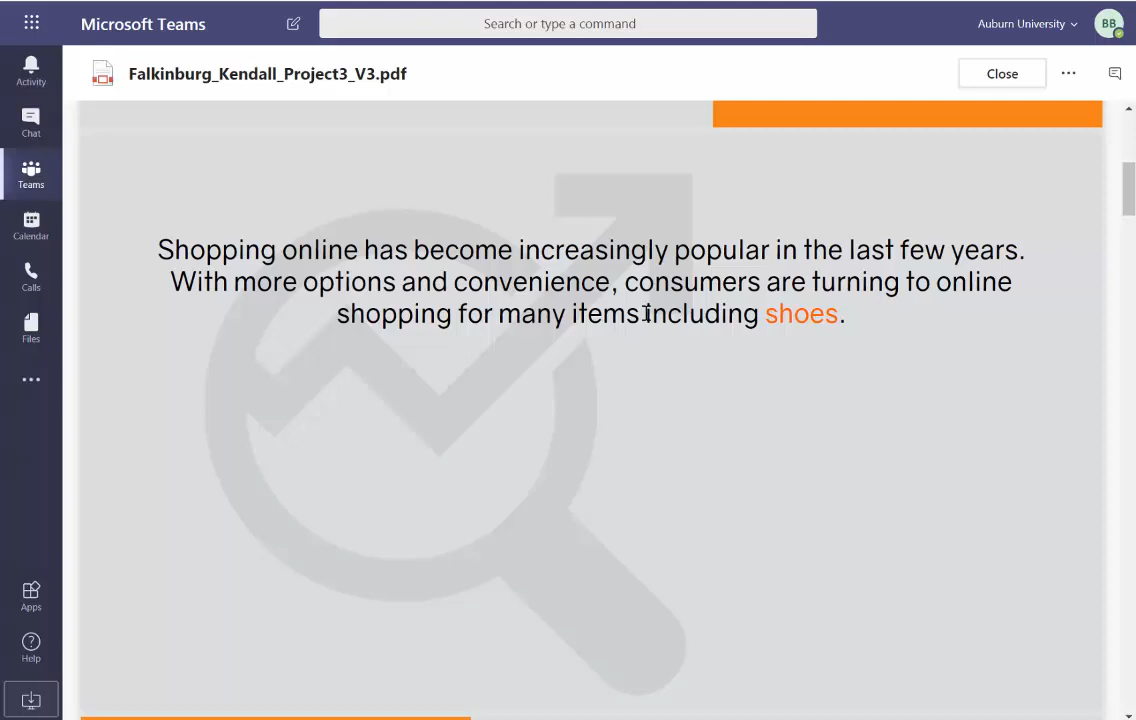 Microsoft Teams
Search or type a command
Auburn University
BB
Activity
Chat
Teams
Calendar
Calls
Files
Apps
Help
Falkinburg_Kendall_Project3_V3.pdf
Close
Shopping online has become increasingly popular in the last few years.
With more options and convenience, consumers are turning to online
shopping for many items including shoes.